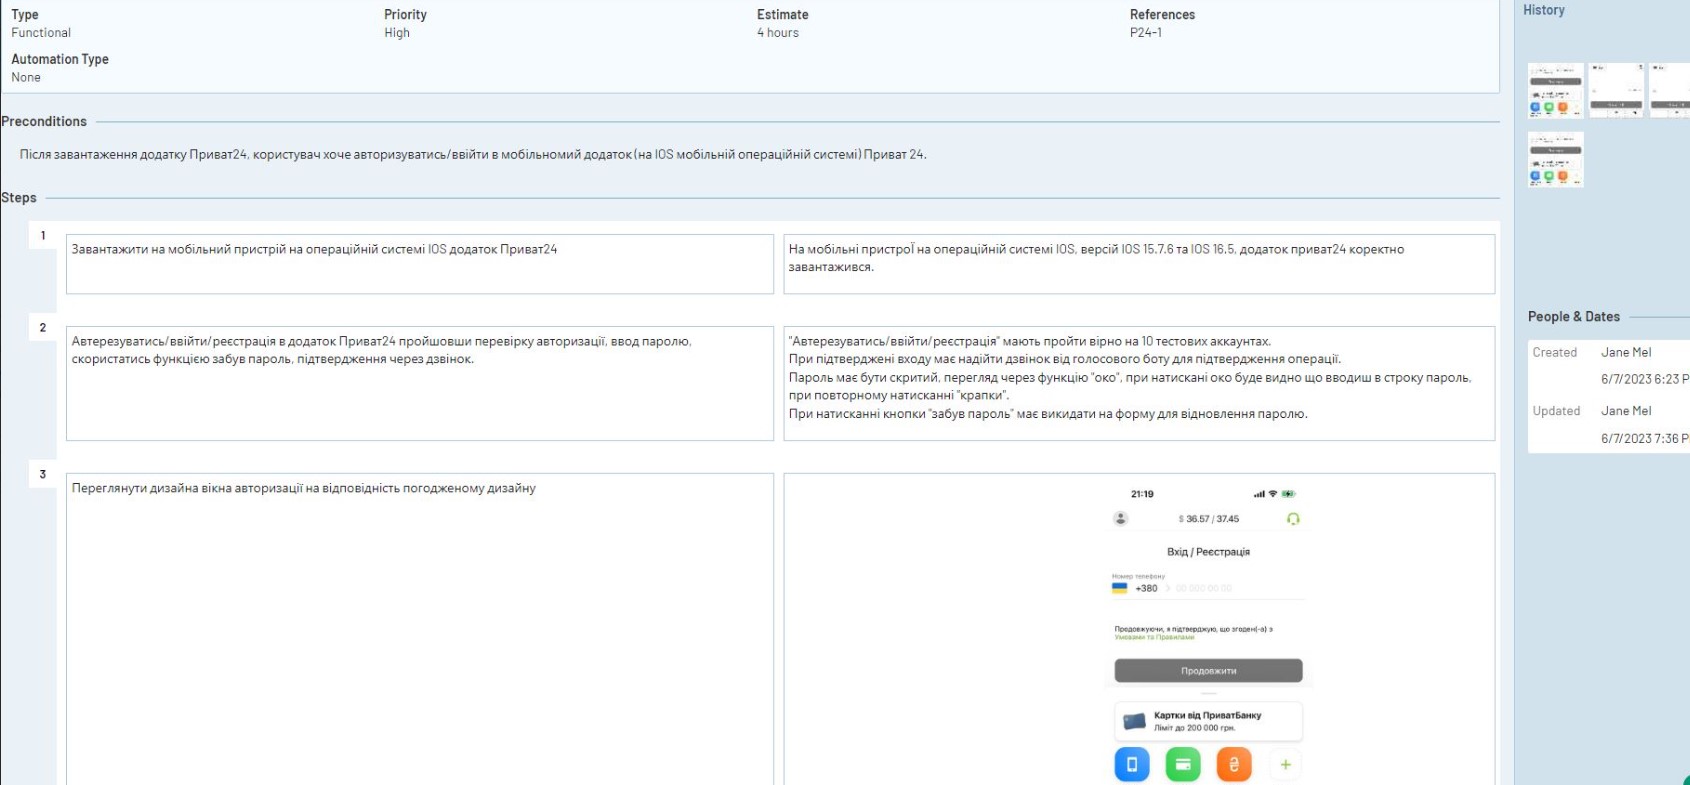 Type
Functional
Priority
High
Estimate
4 hours
References
P24-1
Automation Type
None
Preconditions
Після завантаження додатку Приват24, користувач хоче авторизуватись/ввійти в мобільномий додаток (на IOS мобільній операційній системі) Приват 24.
Steps
1
Завантажити на мобільний пристрій на операційній системі IOS додаток Приват24
На мобільні пристроЇ на операційній системі IOS, версій IOS 15.7.6 та IOS 16.5, додаток приват24 коректно
завантажився.
2
Автерезуватись/ввійти/реєстрація в додаток Приват24 пройшовши перевірку авторизації, ввод паролю,
скористатись функцією забув пароль, підтвердження через дзвінок.
"Автерезуватись/ввійти/реєстрація" мають пройти вірно на 10 тестових аккаунтах.
При підтверджені входу має надійти дзвінок від голосового боту для підтвердження операції.
Пароль має бути скритий, перегляд через функцію "око", при натискані око буде видно що вводиш в строку пароль,
при повторному натисканні "крапки".
При натисканні кнопки "забув пароль" має викидати на форму для відновлення паролю.
3
Переглянути дизайна вікна авторизації на відповідність погодженому дизайну
21:19
$ 36.57 / 37.45
Вхід / Реєстрація
Номер телефону
+380 > 00 000 00 00
Продовжуючи, я підтверджую, що згоден(-а) з
Умовами та Правилами
Продовжити
Картки від ПриватБанку
Ліміт до 200 000 грн.
History
People & Dates
Created
Jane Mel
6/7/2023 6:23 P
Updated
Jane Mel
6/7/2023 7:36 P